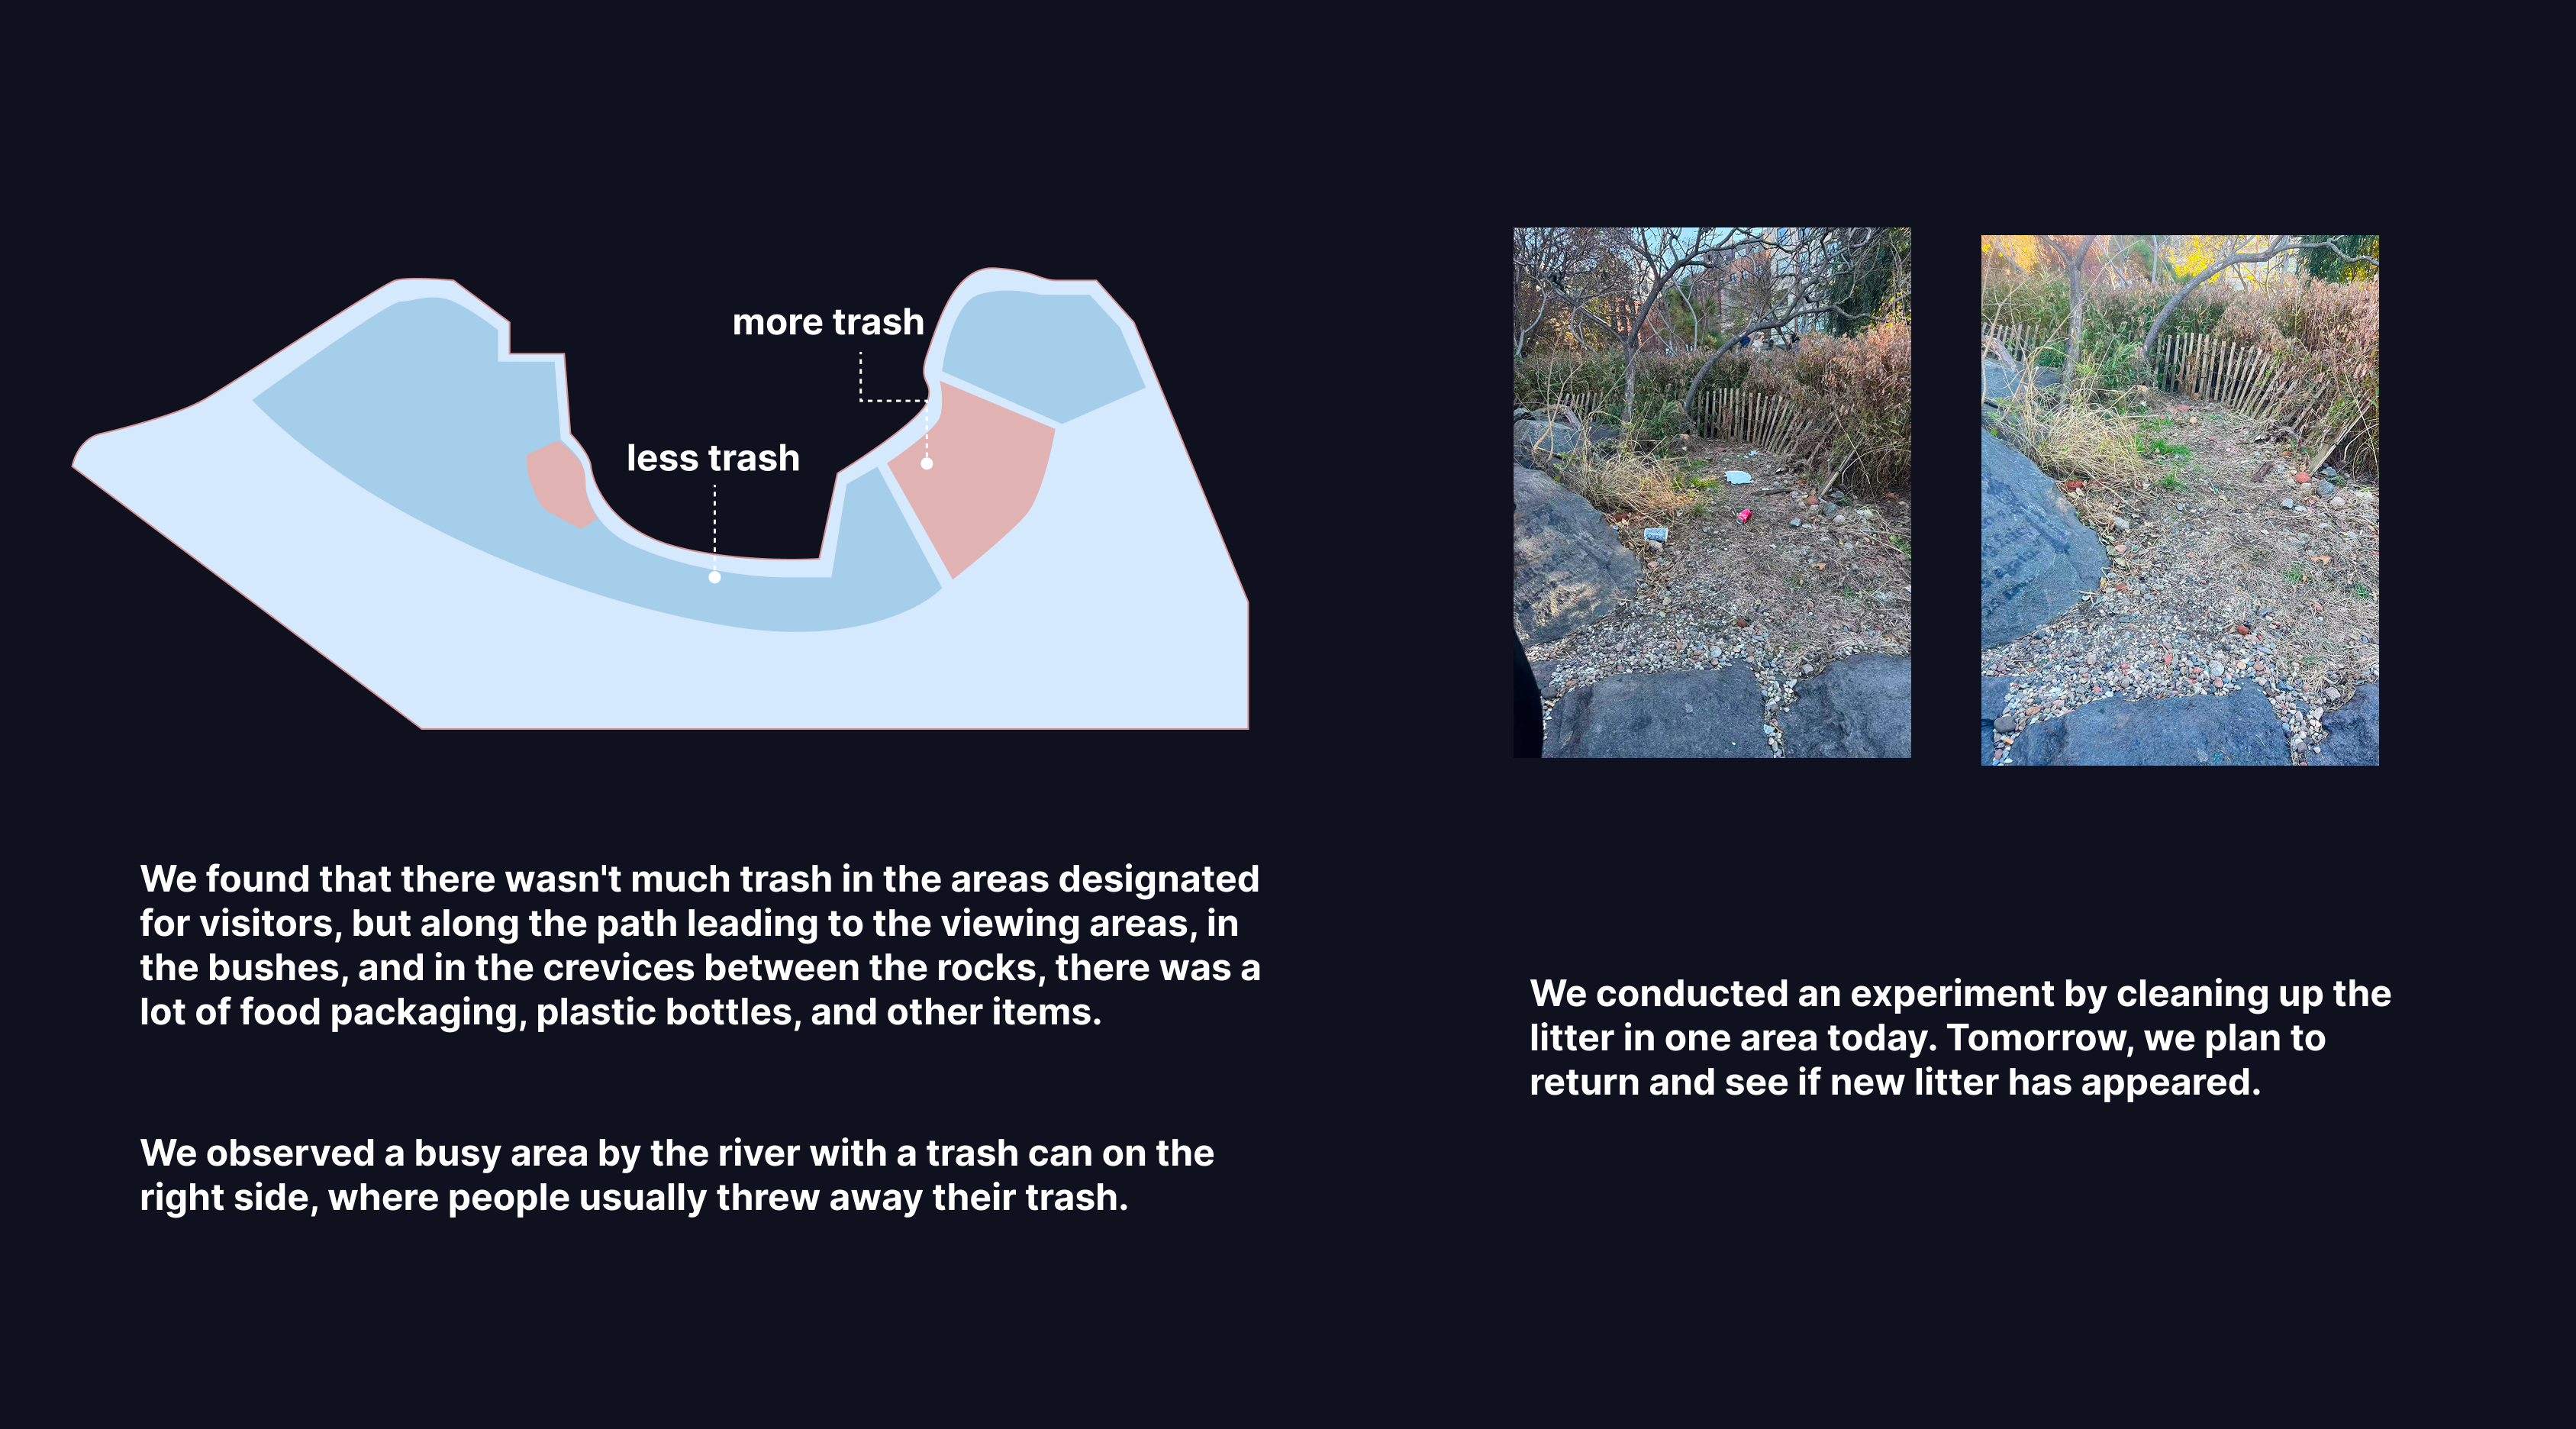 more trash
less trash
We found that there wasn't much trash in the areas designated
for visitors, but along the path leading to the viewing areas, in
the bushes, and in the crevices between the rocks, there was a
lot of food packaging, plastic bottles, and other items.
We observed a busy area by the river with a trash can on the
right side, where people usually threw away their trash.
We conducted an experiment by cleaning up the
litter in one area today. Tomorrow, we plan to
return and see if new litter has appeared.